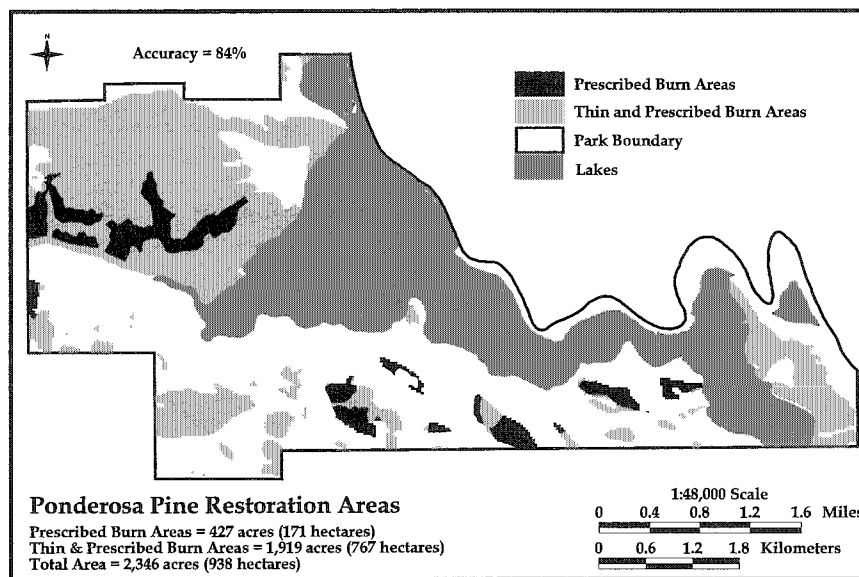 N
Accuracy = 84%
Prescribed Burn Areas
Thin and Prescribed Burn Areas
Park Boundary
Lakes
Ponderosa Pine Restoration Areas
Prescribed Burn Areas = 427 acres (171 hectares)
Thin & Prescribed Burn Areas = 1,919 acres (767 hectares)
Total Area = 2,346 acres (938 hectares)
1:48,000 Scale
0 0.4 0.8 1.2 1.6 Miles
0 0.6 1.2 1.8 Kilometers